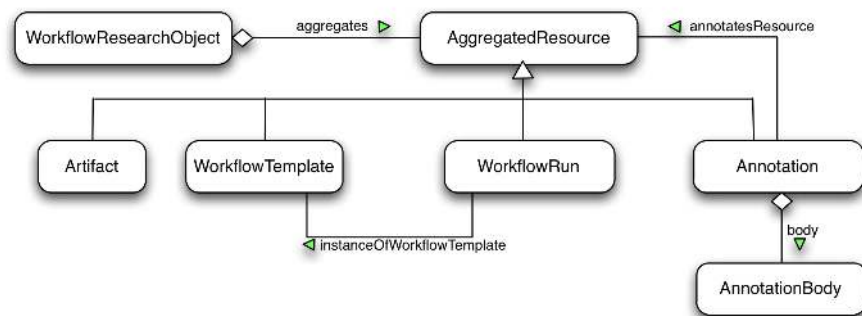 aggregates
annotatesResource
WorkflowResearchObject
AggregatedResource
Artifact
WorkflowTemplate
WorkflowRun
Annotation
body
instanceOfWorkflowTemplate
AnnotationBody